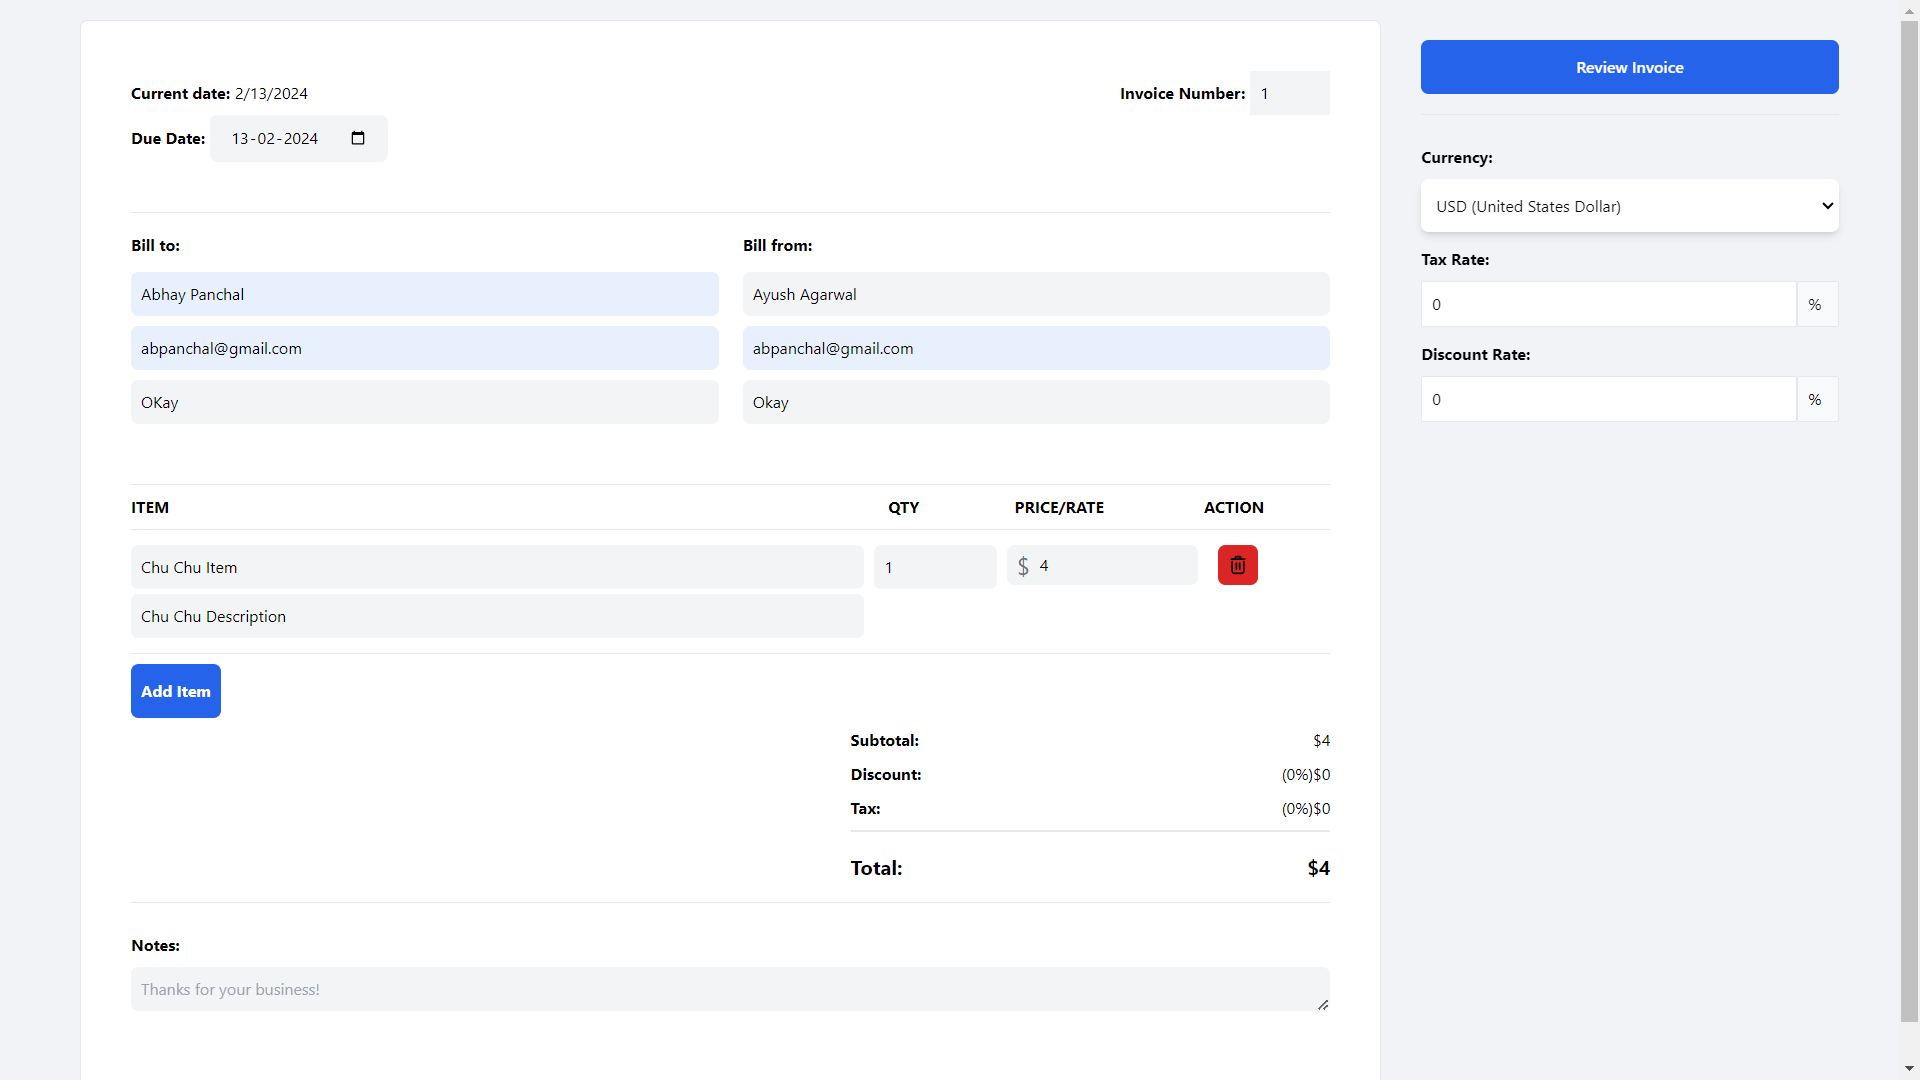 Current date: 2/13/2024
Invoice Number: 1
Due Date: 13-02-2024
Bill to:
Abhay Panchal
abpanchal@gmail.com
OKay
Bill from:
Ayush Agarwal
abpanchal@gmail.com
Okay
ITEM QTY PRICE/RATE ACTION
Chu Chu Item 1 $ 4
Chu Chu Description
Add Item
Subtotal: $4
Discount: (0%)$0
Tax: (0%)$0
Total: $4
Notes:
Thanks for your business!
Review Invoice
Currency:
USD (United States Dollar)
Tax Rate:
0 %
Discount Rate:
0 %